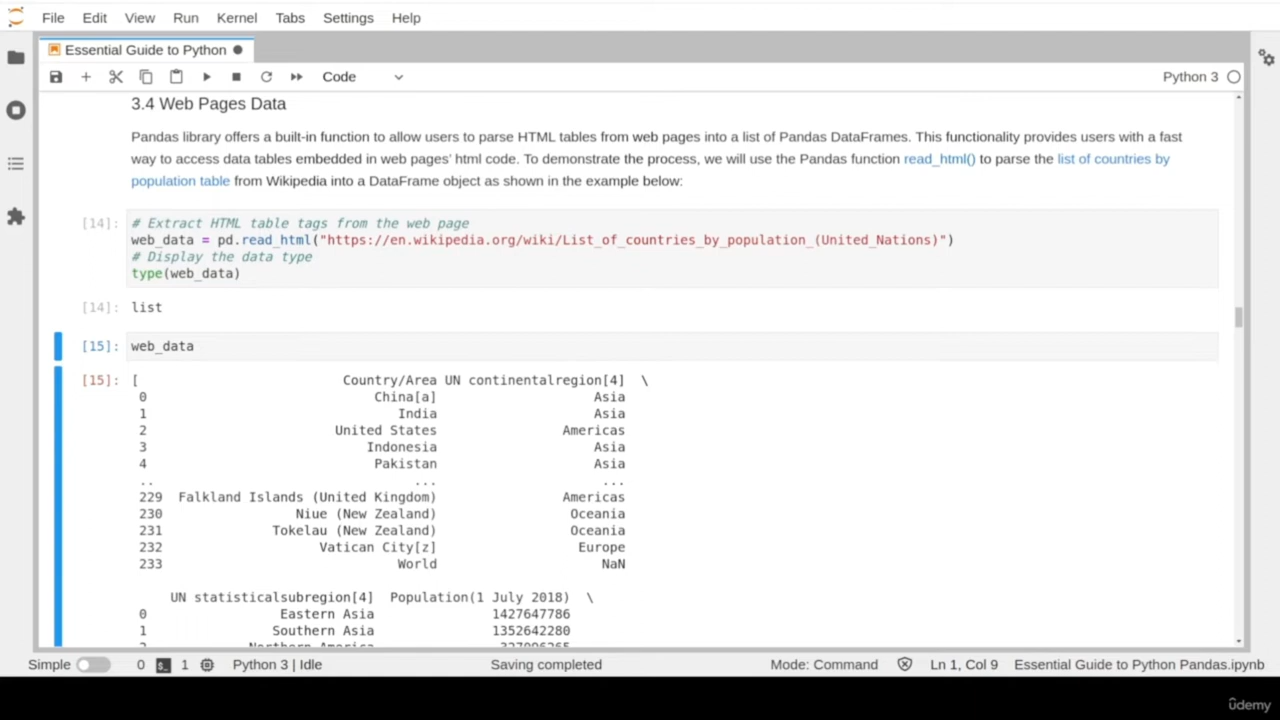 File Edit View Run Kernel Tabs Settings Help
Essential Guide to Python
Code Python 3
3.4 Web Pages Data
Pandas library offers a built-in function to allow users to parse HTML tables from web pages into a list of Pandas DataFrames. This functionality provides users with a fast
way to access data tables embedded in web pages' html code. To demonstrate the process, we will use the Pandas function read_html() to parse the list of countries by
population table from Wikipedia into a DataFrame object as shown in the example below:
[14]: # Extract HTML table tags from the web page
web_data = pd.read_html("https://en.wikipedia.org/wiki/List_of_countries_by_population_(United_Nations)")
# Display the data type
type(web_data)
[14]: list
[15]: web_data
[15]: [ Country/Area UN continentalregion[4] \
0 China[a] Asia
1 India Asia
2 United States Americas
3 Indonesia Asia
4 Pakistan Asia
.. ... ...
229 Falkland Islands (United Kingdom) Americas
230 Niue (New Zealand) Oceania
231 Tokelau (New Zealand) Oceania
232 Vatican City[z] Europe
233 World NaN
UN statisticalsubregion[4] Population(1 July 2018) \
0 Eastern Asia 1427647786
1 Southern Asia 1352642280
Simple 0 1 Python 3 | Idle Saving completed Mode: Command Ln 1, Col 9 Essential Guide to Python Pandas.ipynb
ûdemy